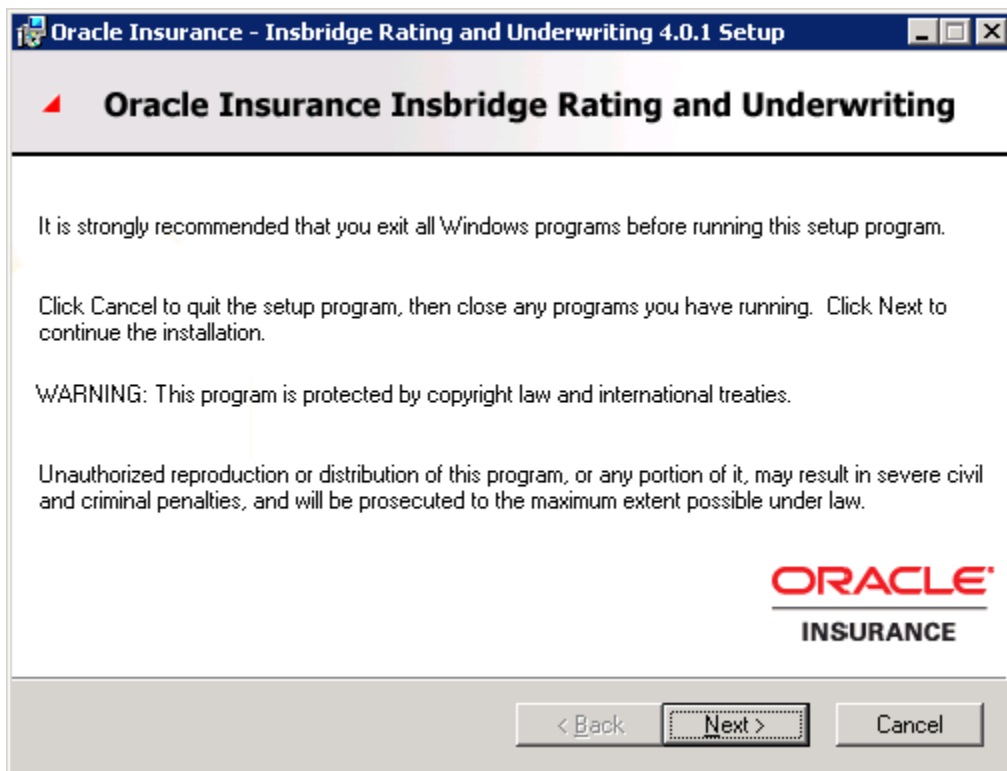 Oracle Insurance - Insbridge Rating and Underwriting 4.0.1 Setup
Oracle Insurance Insbridge Rating and Underwriting
It is strongly recommended that you exit all Windows programs before running this setup program.
Click Cancel to quit the setup program, then close any programs you have running.  Click Next to
continue the installation.
WARNING: This program is protected by copyright law and international treaties.
Unauthorized reproduction or distribution of this program, or any portion of it, may result in severe civil
and criminal penalties, and will be prosecuted to the maximum extent possible under law.
ORACLE
INSURANCE
< Back
Next >
Cancel